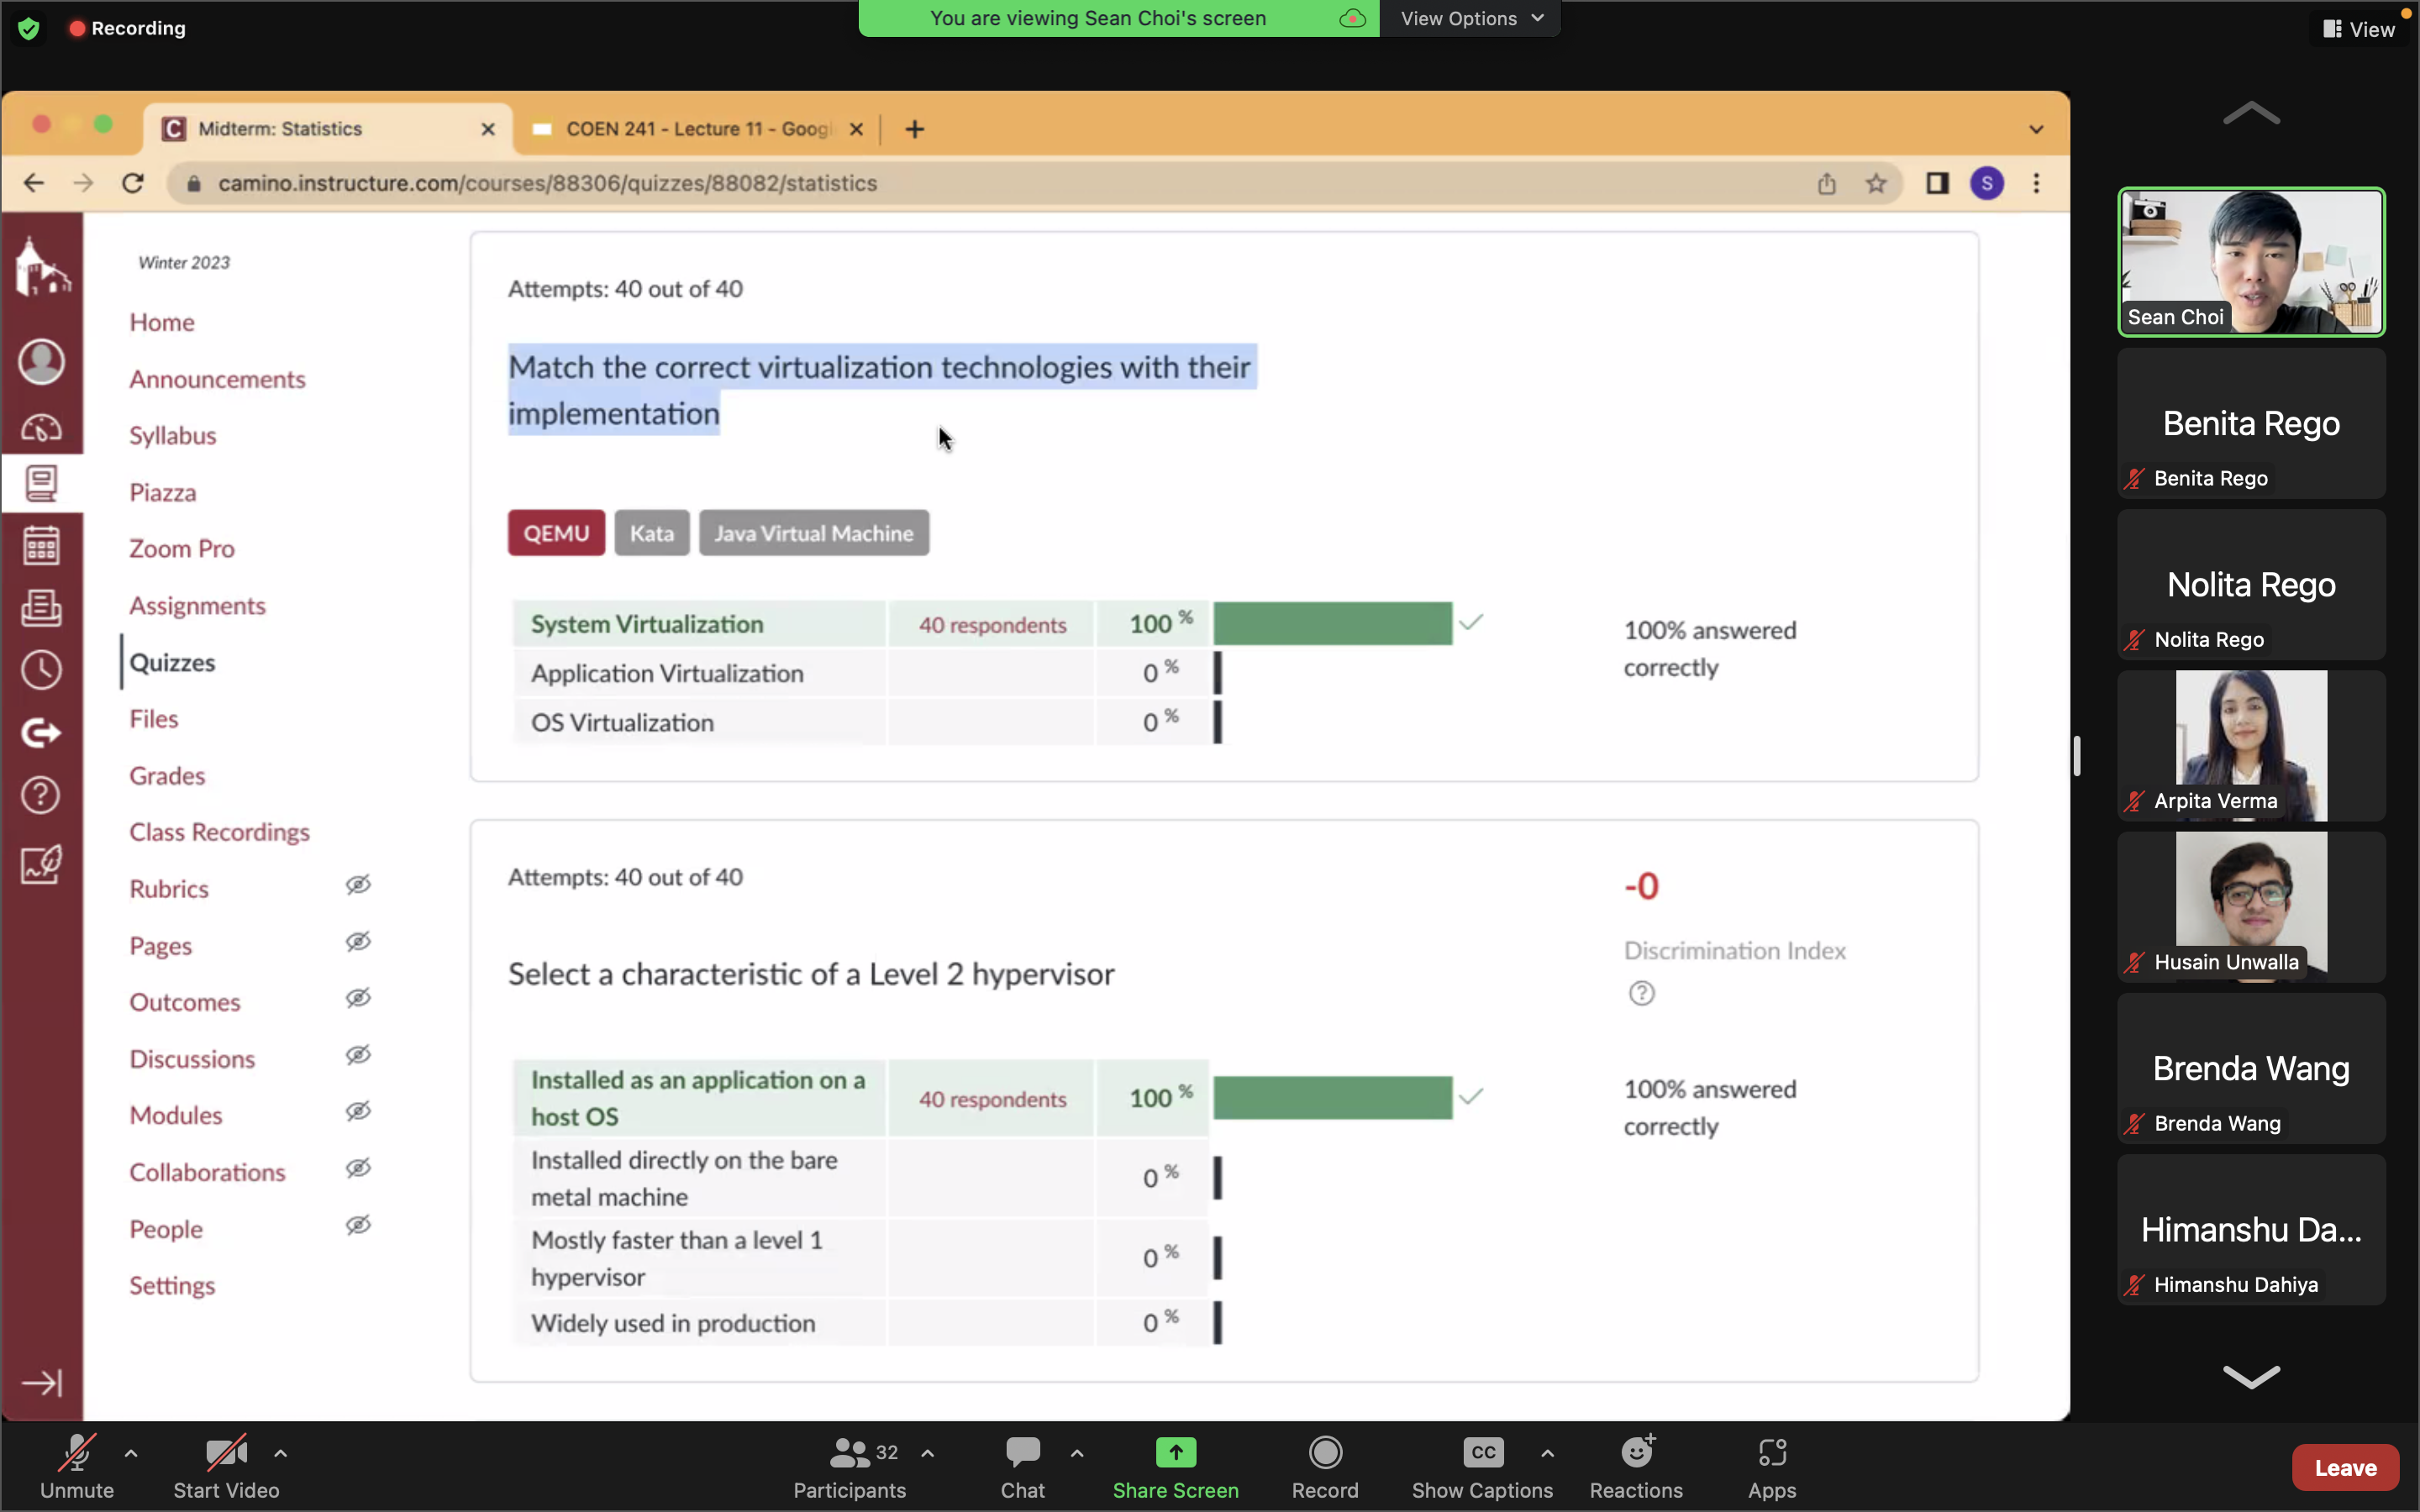 Recording
You are viewing Sean Choi's screen
View Options
View
Midterm: Statistics
COEN 241 - Lecture 11 - Googl
camino.instructure.com/courses/88306/quizzes/88082/statistics
S
Winter 2023
Home
Announcements
Syllabus
Piazza
Zoom Pro
Assignments
Quizzes
Files
Grades
Class Recordings
Rubrics
Pages
Outcomes
Discussions
Modules
Collaborations
People
Settings
Attempts: 40 out of 40
Match the correct virtualization technologies with their
implementation
QEMU Kata Java Virtual Machine
System Virtualization 40 respondents 100 %
Application Virtualization 0 %
OS Virtualization 0 %
100% answered
correctly
Attempts: 40 out of 40
-0
Discrimination Index
?
Select a characteristic of a Level 2 hypervisor
Installed as an application on a
host OS
40 respondents 100 %
Installed directly on the bare
metal machine
0 %
Mostly faster than a level 1
hypervisor
0 %
Widely used in production 0 %
100% answered
correctly
Sean Choi
Benita Rego
Benita Rego
Nolita Rego
Nolita Rego
Arpita Verma
Husain Unwalla
Brenda Wang
Brenda Wang
Himanshu Da...
Himanshu Dahiya
Unmute
Start Video
32
Participants
Chat
Share Screen
Record
CC
Show Captions
Reactions
Apps
Leave